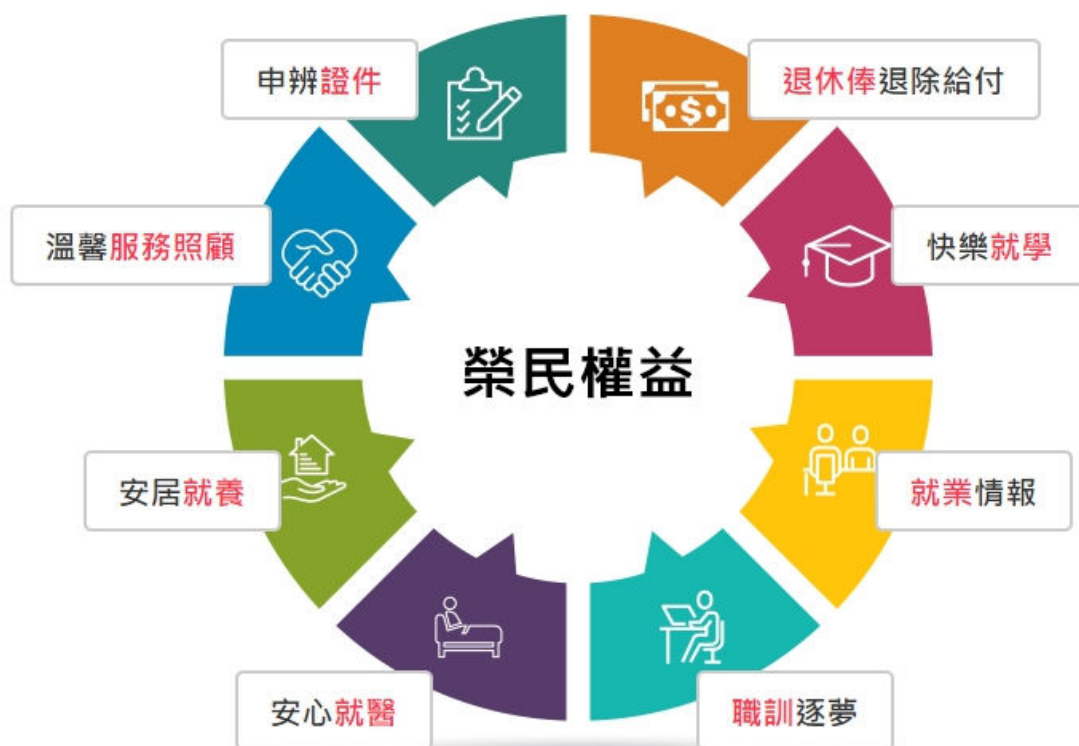 申辨證件
退休俸退除給付
溫馨服務照顧
快樂就學
榮民權益
安居就養
就業情報
安心就醫
職訓逐夢